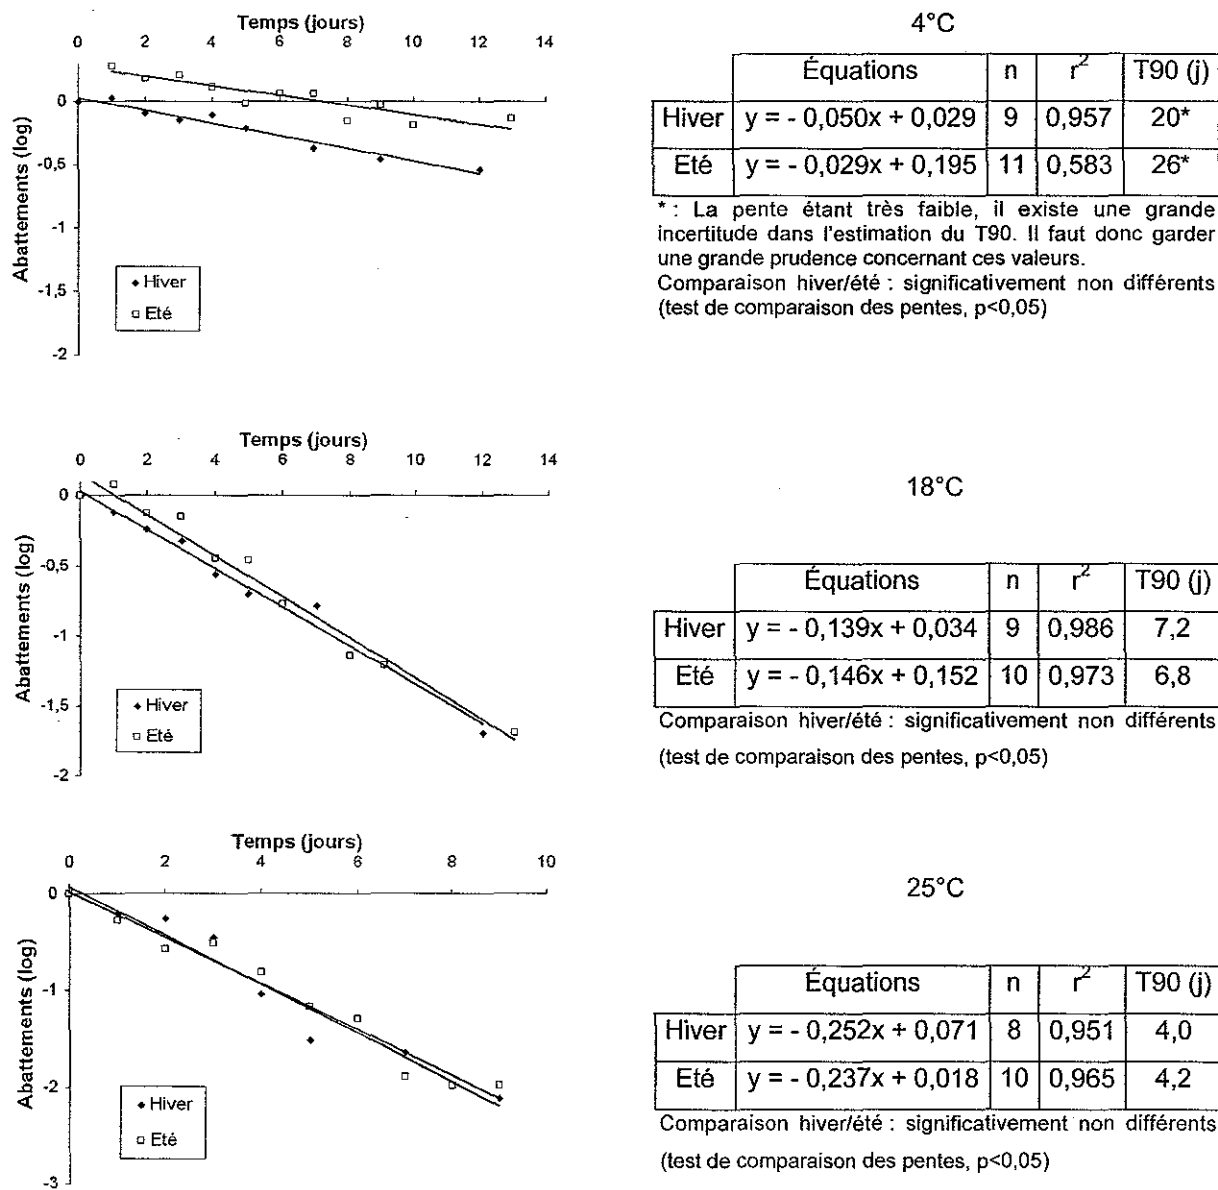 Temps (jours)
0 2 4 6 8 10 12 14
0
-0,5
-1
-1,5
-2
Abattements (log)
Hiver
Eté
4°C
Équations n r² T90 (j)
Hiver y = - 0,050x + 0,029 9 0,957 20*
Eté y = - 0,029x + 0,195 11 0,583 26*
* : La pente étant très faible, il existe une grande
incertitude dans l'estimation du T90. Il faut donc garder
une grande prudence concernant ces valeurs.
Comparaison hiver/été : significativement non différents
(test de comparaison des pentes, p<0,05)
Temps (jours)
0 2 4 6 8 10 12 14
0
-0,5
-1
-1,5
-2
Abattements (log)
Hiver
Eté
18°C
Équations n r² T90 (j)
Hiver y = - 0,139x + 0,034 9 0,986 7,2
Eté y = - 0,146x + 0,152 10 0,973 6,8
Comparaison hiver/été : significativement non différents
(test de comparaison des pentes, p<0,05)
Temps (jours)
0 2 4 6 8 10
0
-1
-2
-3
Abattements (log)
Hiver
Eté
25°C
Équations n r² T90 (j)
Hiver y = - 0,252x + 0,071 8 0,951 4,0
Eté y = - 0,237x + 0,018 10 0,965 4,2
Comparaison hiver/été : significativement non différents
(test de comparaison des pentes, p<0,05)